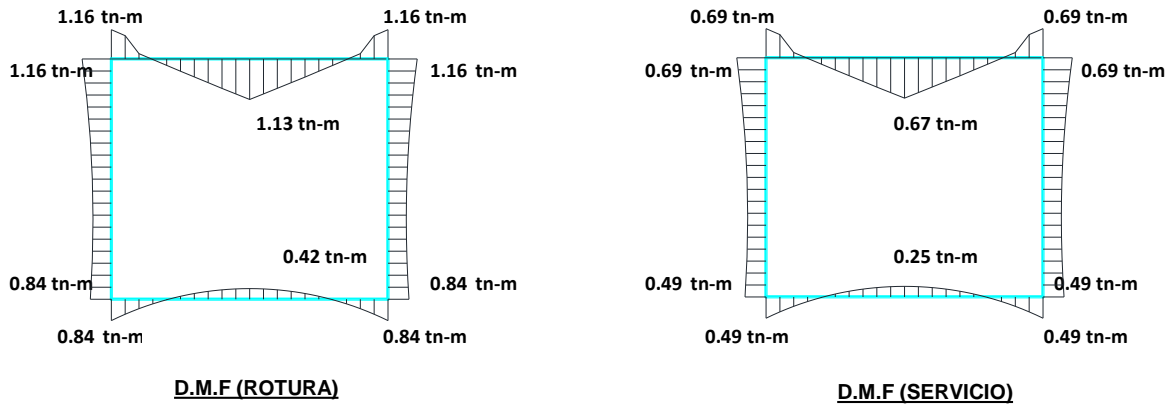 1.16 tn-m
1.16 tn-m
1.16 tn-m
1.16 tn-m
1.13 tn-m
0.42 tn-m
0.84 tn-m
0.84 tn-m
0.84 tn-m
0.84 tn-m
D.M.F (ROTURA)
0.69 tn-m
0.69 tn-m
0.69 tn-m
0.69 tn-m
0.67 tn-m
0.25 tn-m
0.49 tn-m
0.49 tn-m
0.49 tn-m
0.49 tn-m
D.M.F (SERVICIO)